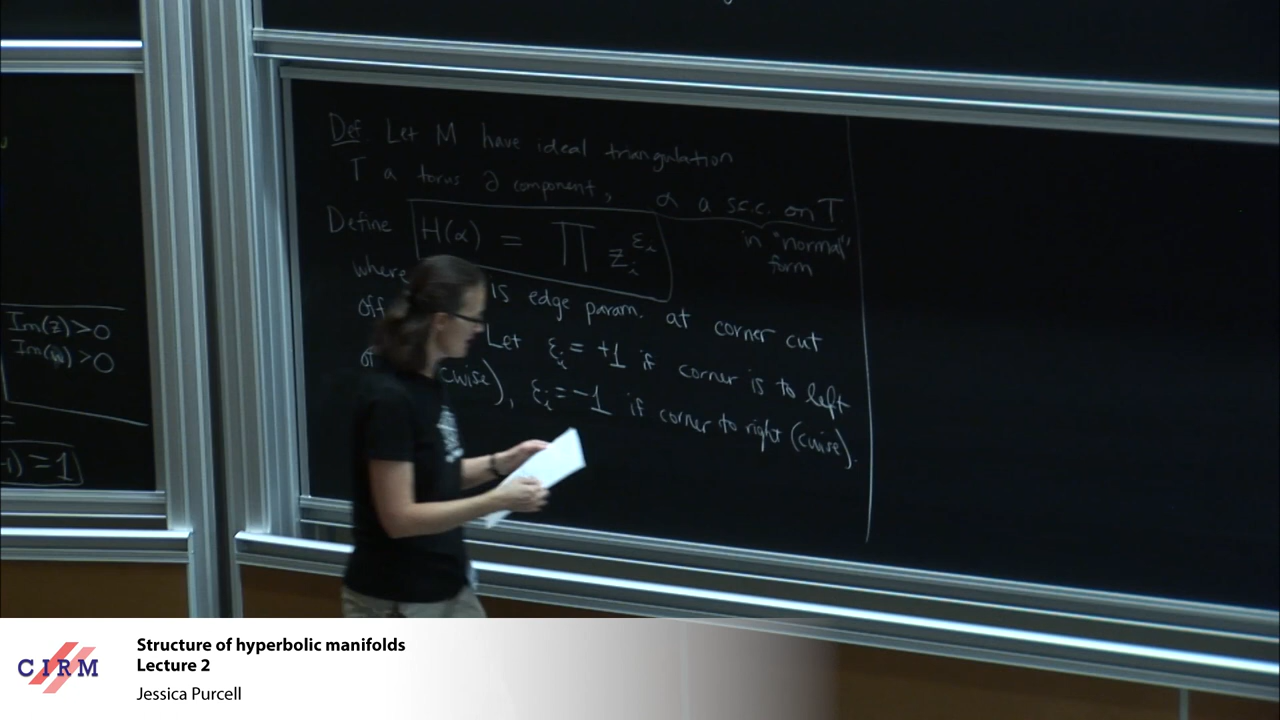 Im(z)>0
Im(w)>0
=
-1) = 1
Def Let M have ideal triangulation
T a torus ∂ component, α a s.c.c. on T
in "normal" form
Define H(α) = ∏ z_i^{ε_i}
where is edge param. at corner cut
off Let ε_i = +1 if corner is to left
of cwise), ε_i = -1 if corner to right (cwise).
CIRM
Structure of hyperbolic manifolds
Lecture 2
Jessica Purcell